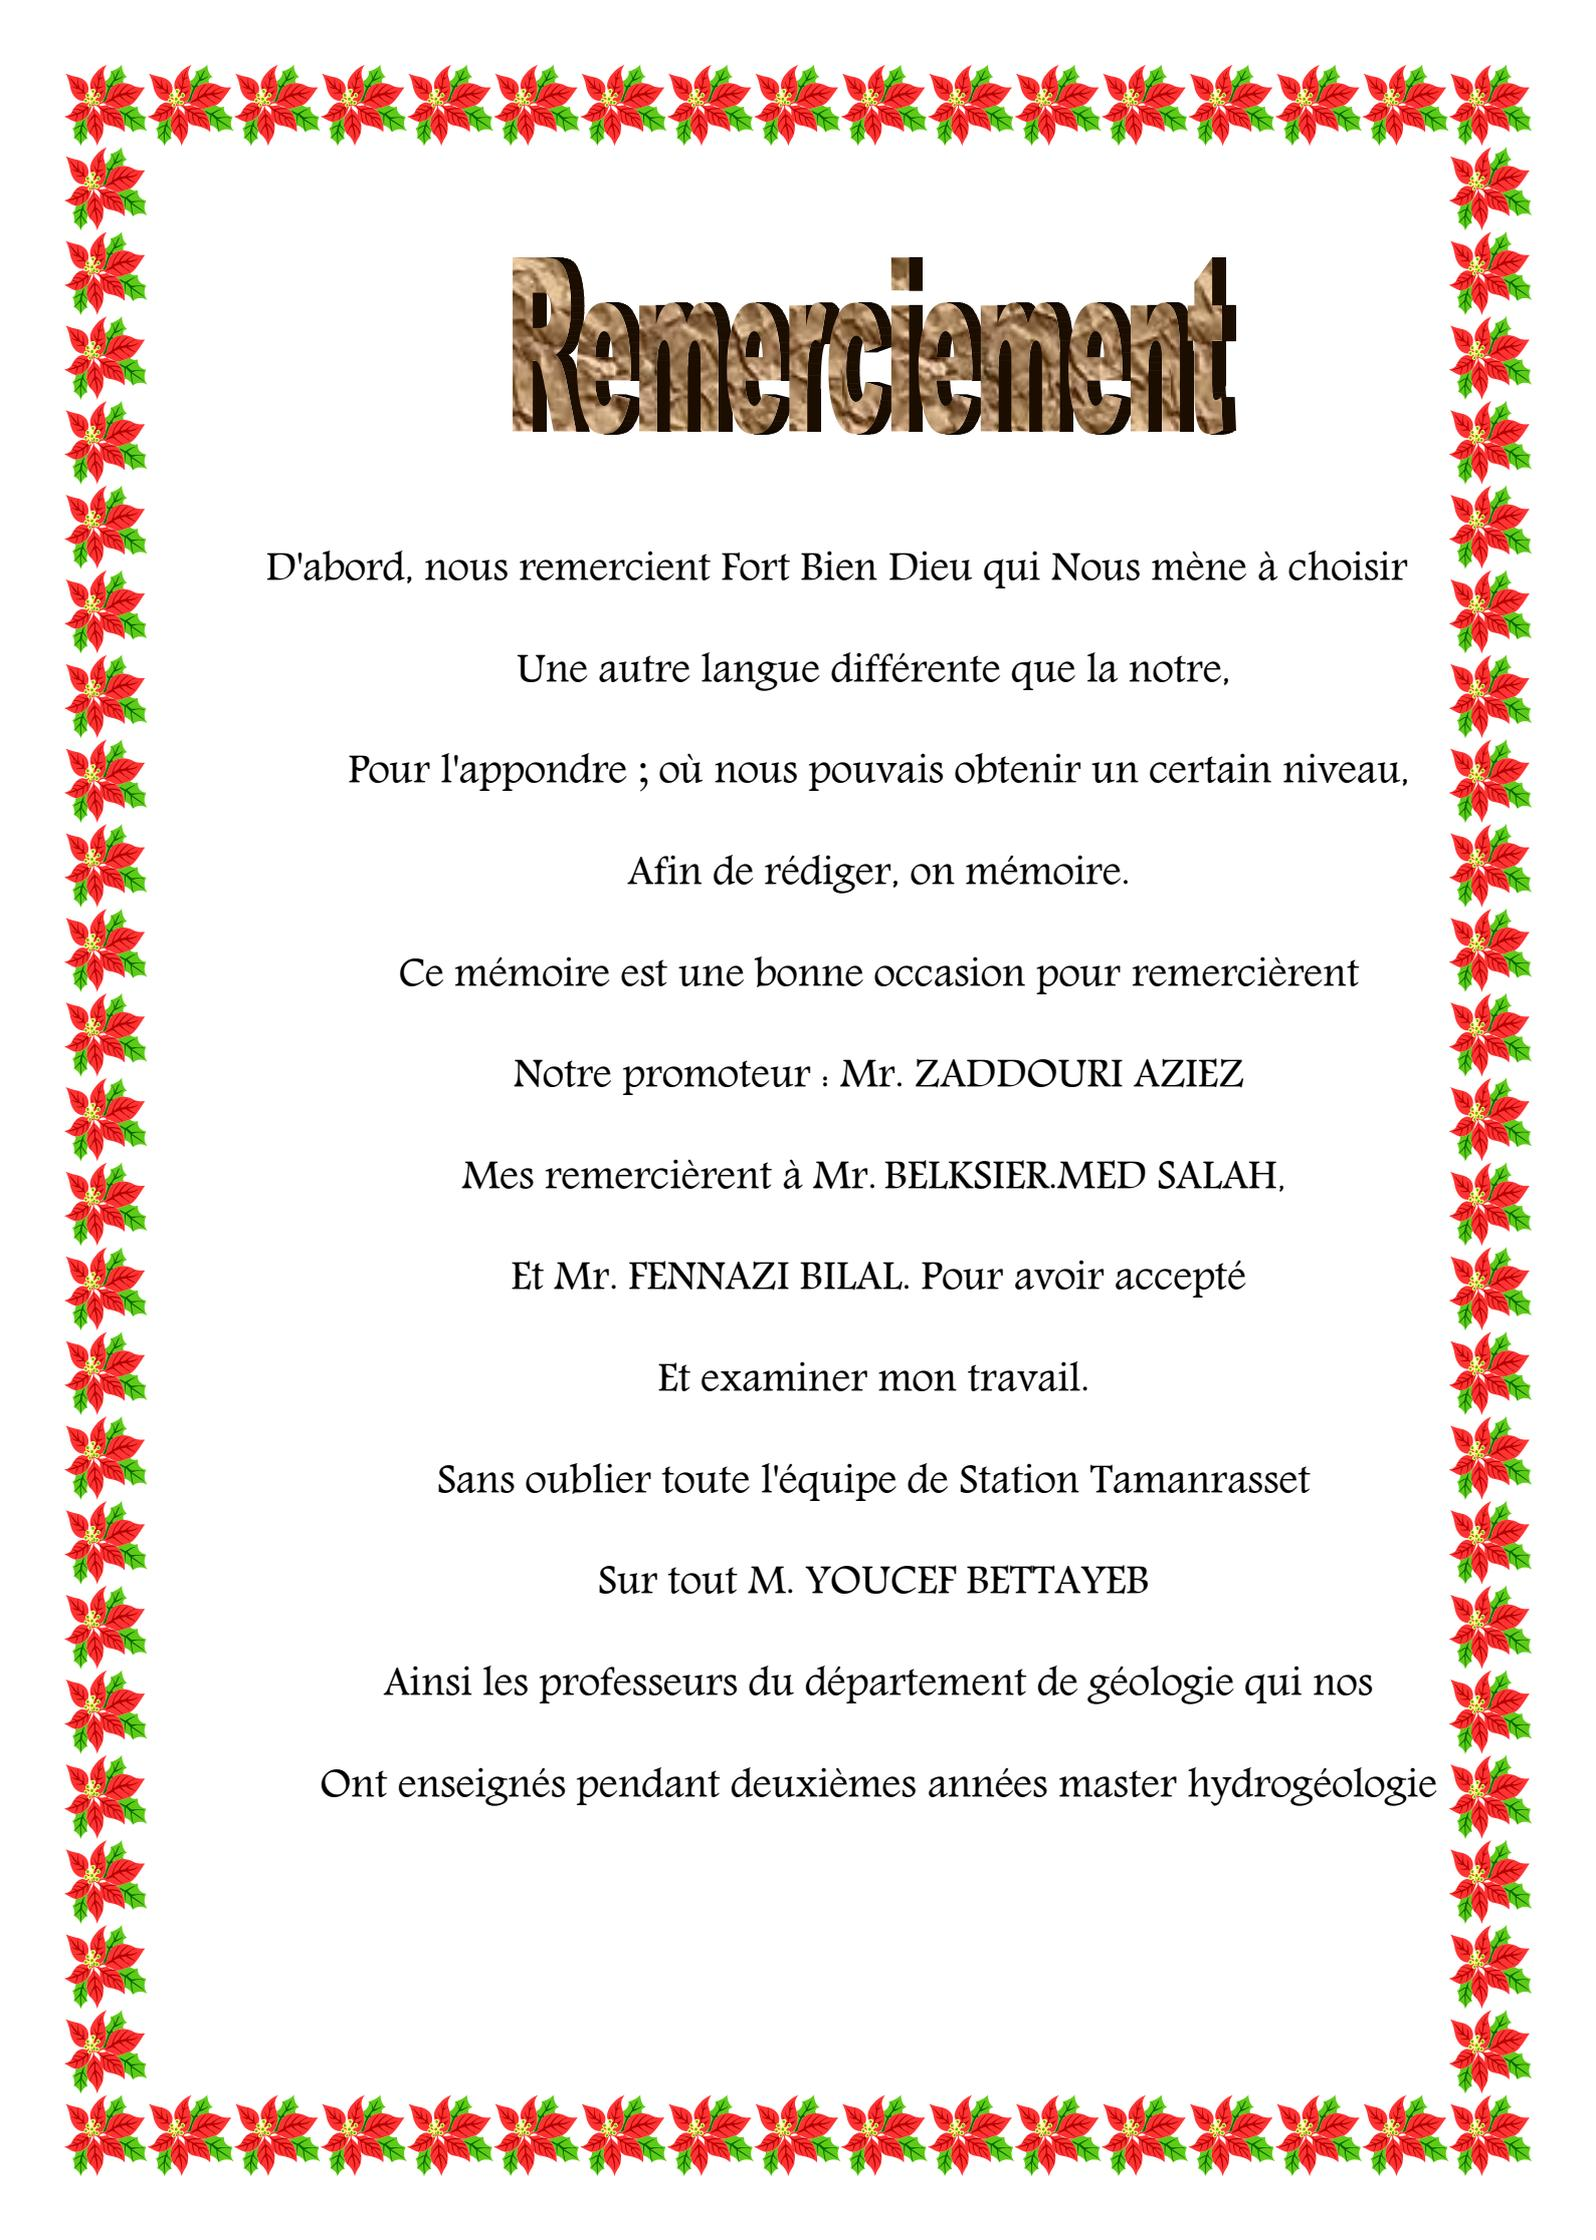 Remerciement
D'abord, nous remercient Fort Bien Dieu qui Nous mène à choisir
Une autre langue différente que la notre,
Pour l'appondre ; où nous pouvais obtenir un certain niveau,
Afin de rédiger, on mémoire.
Ce mémoire est une bonne occasion pour remercièrent
Notre promoteur : Mr. ZADDOURI AZIEZ
Mes remercièrent à Mr. BELKSIER.MED SALAH,
Et Mr. FENNAZI BILAL. Pour avoir accepté
Et examiner mon travail.
Sans oublier toute l'équipe de Station Tamanrasset
Sur tout M. YOUCEF BETTAYEB
Ainsi les professeurs du département de géologie qui nos
Ont enseignés pendant deuxièmes années master hydrogéologie